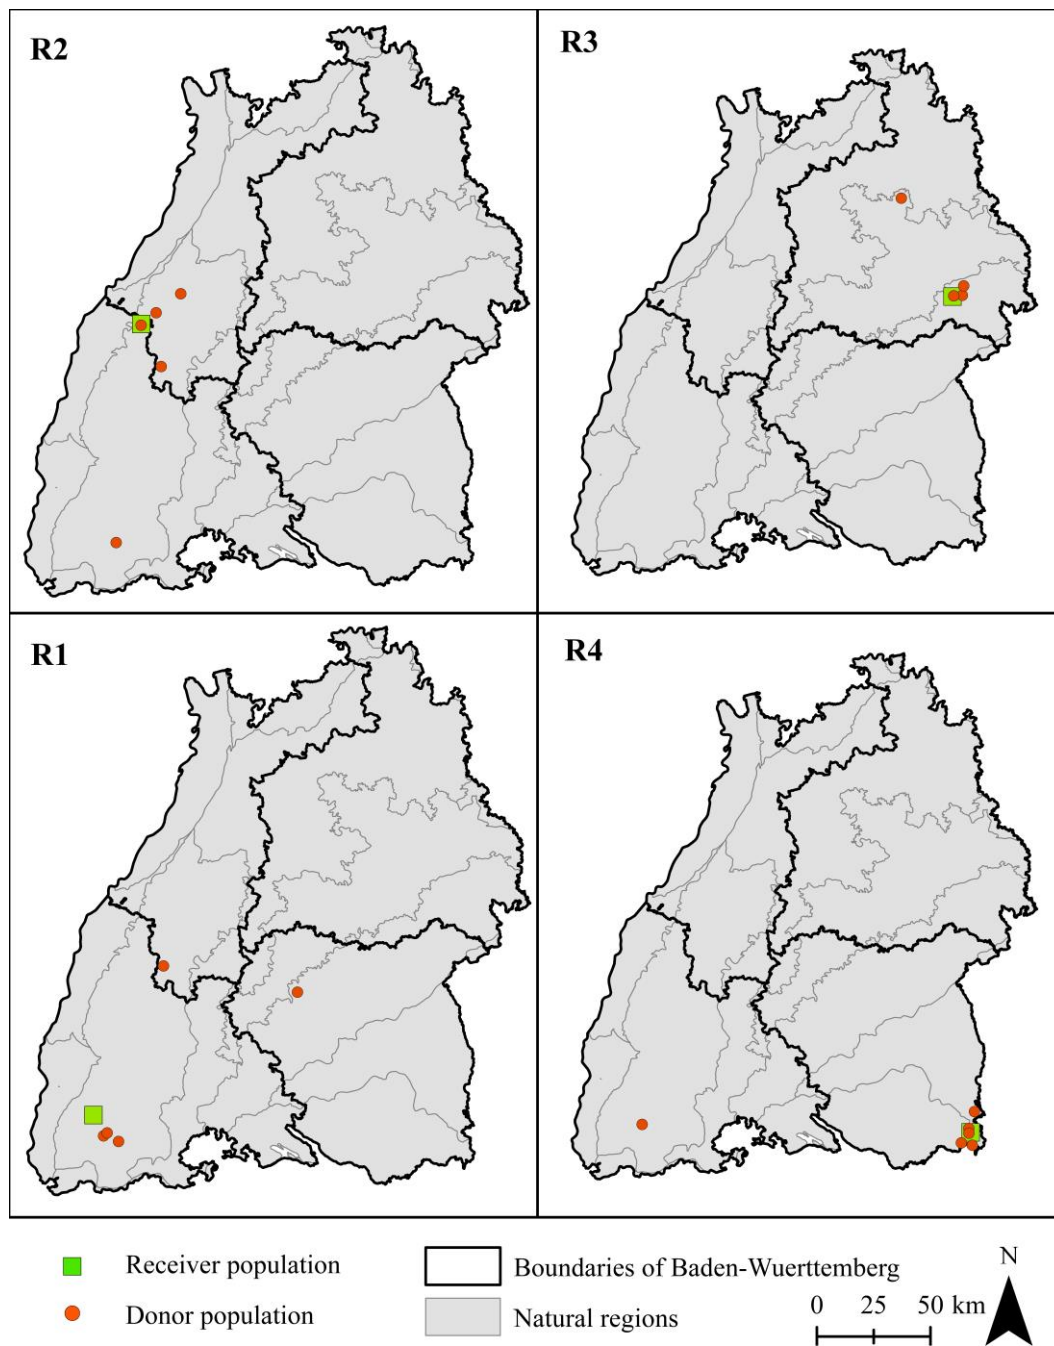 R2
R3
R1
R4
Receiver population
Donor population
Boundaries of Baden-Wuerttemberg
Natural regions
N
0 25 50 km